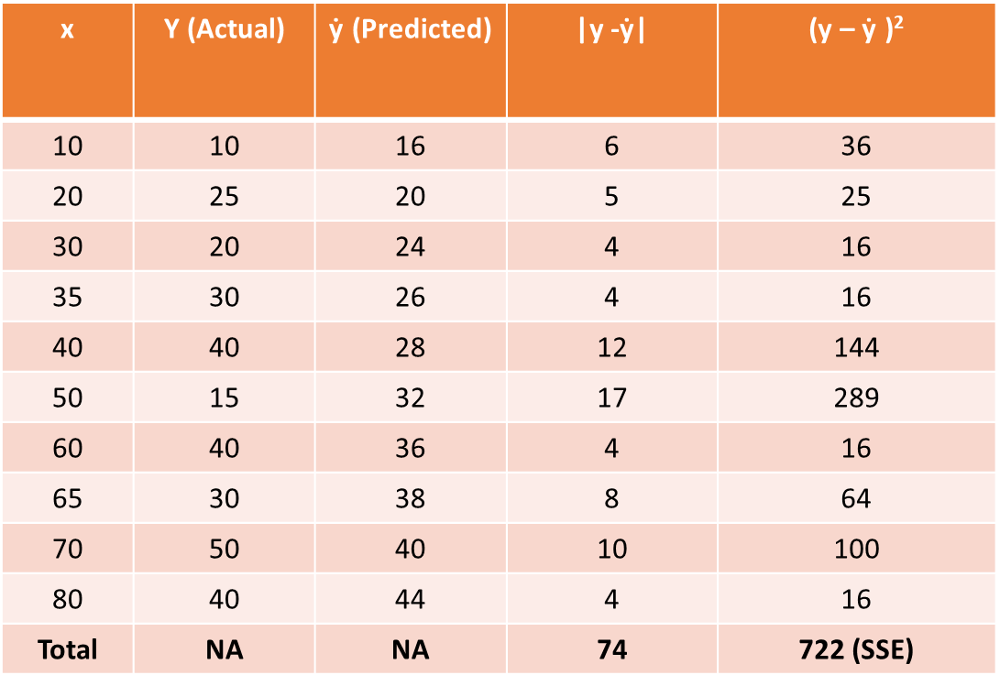 x Y (Actual) ẏ (Predicted) |y -ẏ| (y – ẏ )²
10 10 16 6 36
20 25 20 5 25
30 20 24 4 16
35 30 26 4 16
40 40 28 12 144
50 15 32 17 289
60 40 36 4 16
65 30 38 8 64
70 50 40 10 100
80 40 44 4 16
Total NA NA 74 722 (SSE)